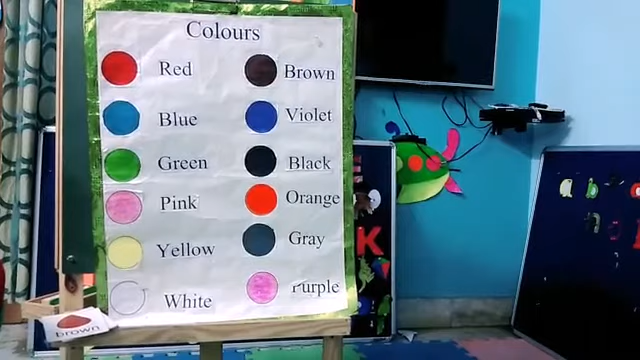 Colours
Red
Brown
Blue
Violet
Green
Black
Pink
Orange
Yellow
Gray
White
Purple
brown
K